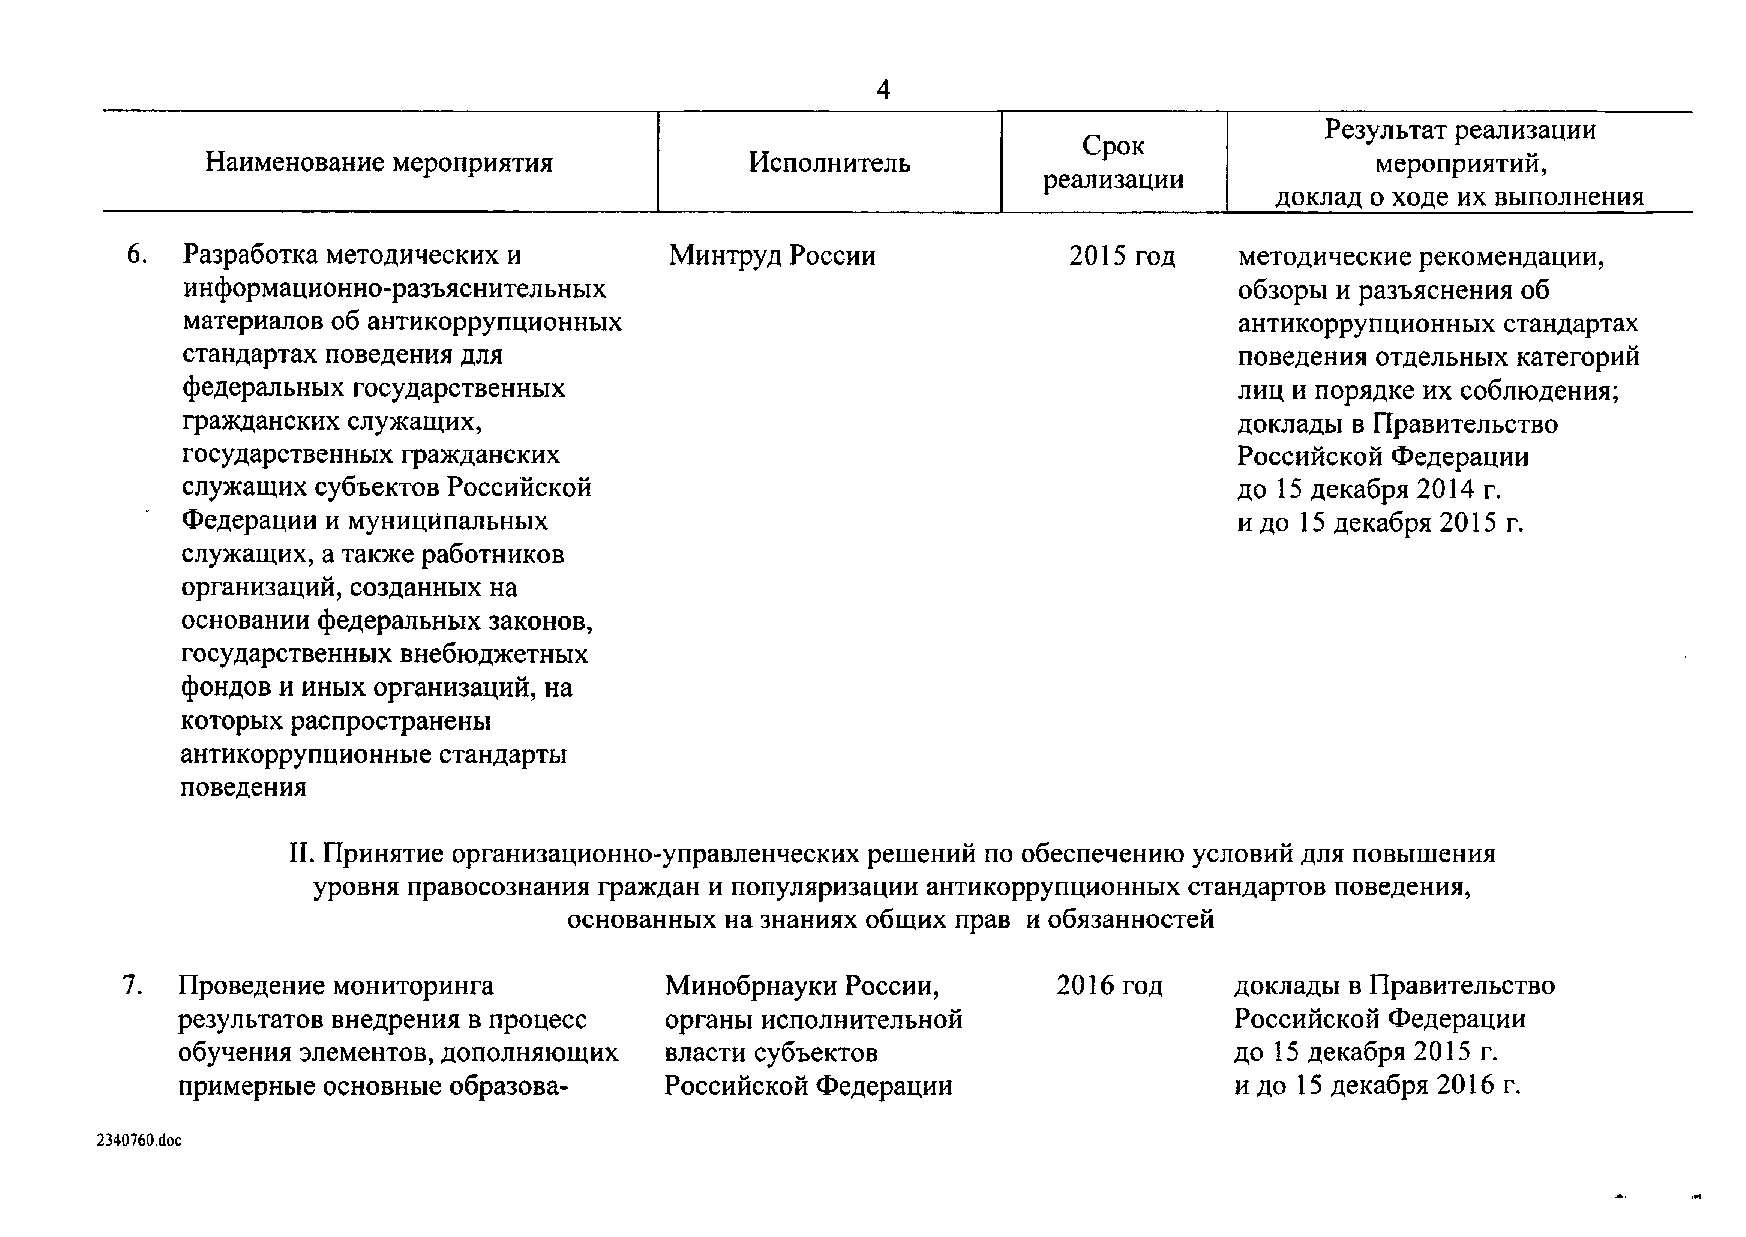 4
Наименование мероприятия
Исполнитель
Срок
реализации
Результат реализации
мероприятий,
доклад о ходе их выполнения
6. Разработка методических и
информационно-разъяснительных
материалов об антикоррупционных
стандартах поведения для
федеральных государственных
гражданских служащих,
государственных гражданских
служащих субъектов Российской
Федерации и муниципальных
служащих, а также работников
организаций, созданных на
основании федеральных законов,
государственных внебюджетных
фондов и иных организаций, на
которых распространены
антикоррупционные стандарты
поведения
Минтруд России
2015 год
методические рекомендации,
обзоры и разъяснения об
антикоррупционных стандартах
поведения отдельных категорий
лиц и порядке их соблюдения;
доклады в Правительство
Российской Федерации
до 15 декабря 2014 г.
и до 15 декабря 2015 г.
II. Принятие организационно-управленческих решений по обеспечению условий для повышения
уровня правосознания граждан и популяризации антикоррупционных стандартов поведения,
основанных на знаниях общих прав и обязанностей
7. Проведение мониторинга
результатов внедрения в процесс
обучения элементов, дополняющих
примерные основные образова-
Минобрнауки России,
органы исполнительной
власти субъектов
Российской Федерации
2016 год
доклады в Правительство
Российской Федерации
до 15 декабря 2015 г.
и до 15 декабря 2016 г.
2340760.doc